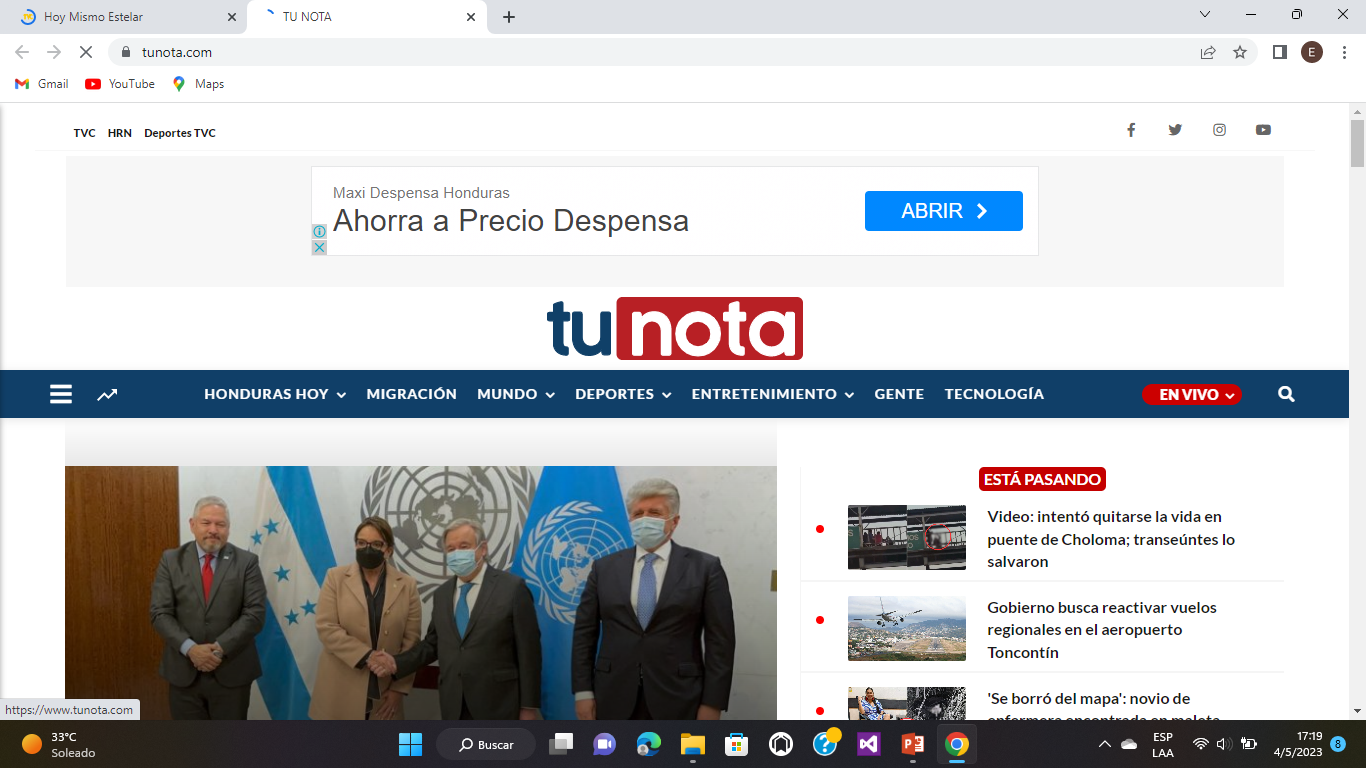 Hoy Mismo Estelar
TU NOTA
tunota.com
E
Gmail
YouTube
Maps
TVC
HRN
Deportes TVC
Maxi Despensa Honduras
Ahorra a Precio Despensa
ABRIR
tunota
HONDURAS HOY
MIGRACIÓN
MUNDO
DEPORTES
ENTRETENIMIENTO
GENTE
TECNOLOGÍA
EN VIVO
ESTÁ PASANDO
Video: intentó quitarse la vida en
puente de Choloma; transeúntes lo
salvaron
Gobierno busca reactivar vuelos
regionales en el aeropuerto
Toncontín
'Se borró del mapa': novio de
enfermera encontrada en maleta
https://www.tunota.com
33°C
Soleado
Buscar
ESP
LAA
17:19
4/5/2023
8